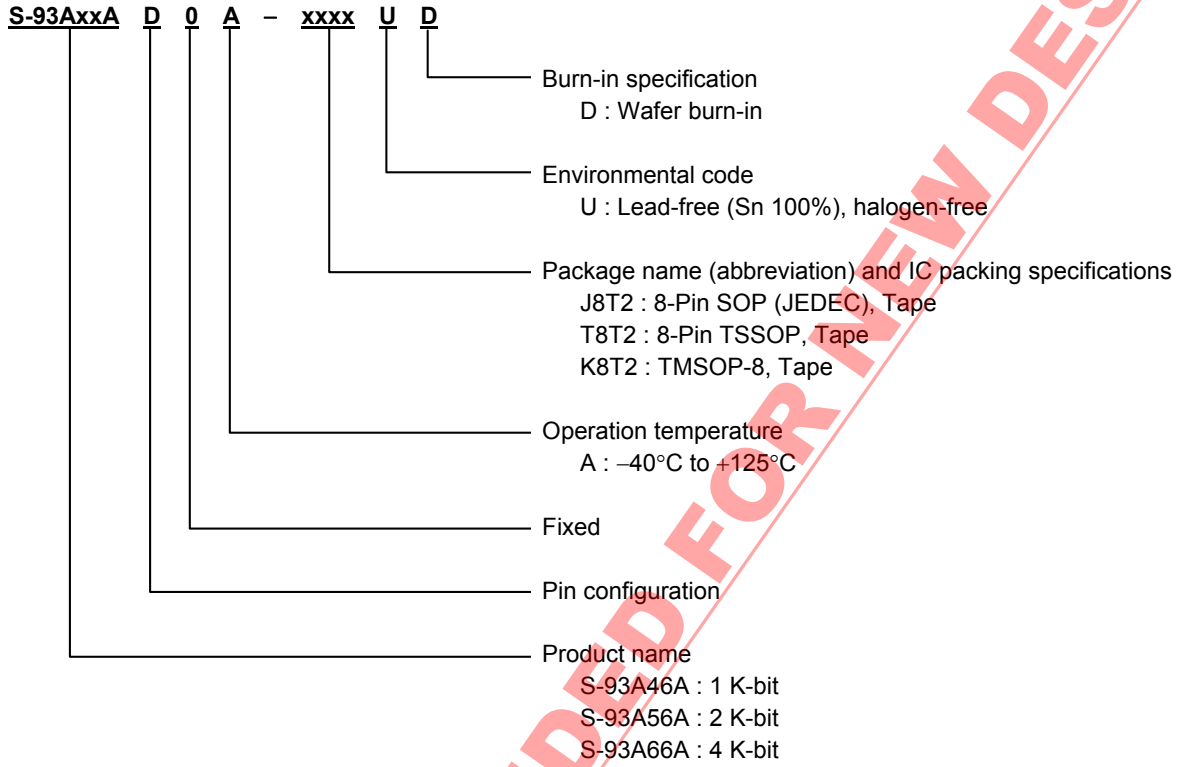 S-93AxxA D 0 A – xxxx U D
Burn-in specification
D : Wafer burn-in
Environmental code
U : Lead-free (Sn 100%), halogen-free
Package name (abbreviation) and IC packing specifications
J8T2 : 8-Pin SOP (JEDEC), Tape
T8T2 : 8-Pin TSSOP, Tape
K8T2 : TMSOP-8, Tape
Operation temperature
A : −40°C to +125°C
Fixed
Pin configuration
Product name
S-93A46A : 1 K-bit
S-93A56A : 2 K-bit
S-93A66A : 4 K-bit
FOR NEW